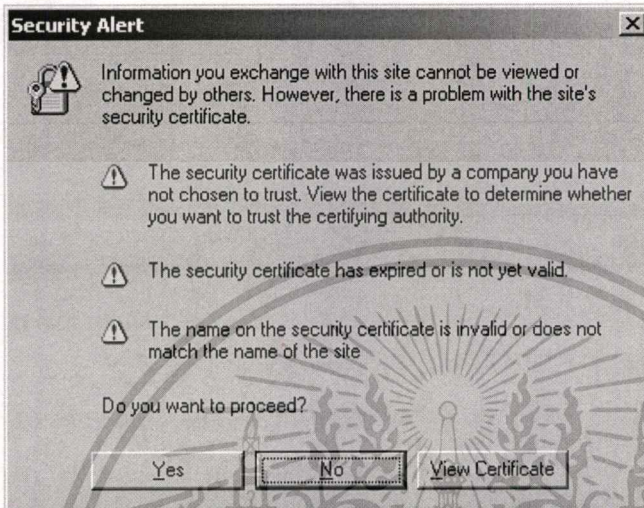 Security Alert
Information you exchange with this site cannot be viewed or
changed by others. However, there is a problem with the site's
security certificate.
The security certificate was issued by a company you have
not chosen to trust. View the certificate to determine whether
you want to trust the certifying authority.
The security certificate has expired or is not yet valid.
The name on the security certificate is invalid or does not
match the name of the site
Do you want to proceed?
Yes No View Certificate